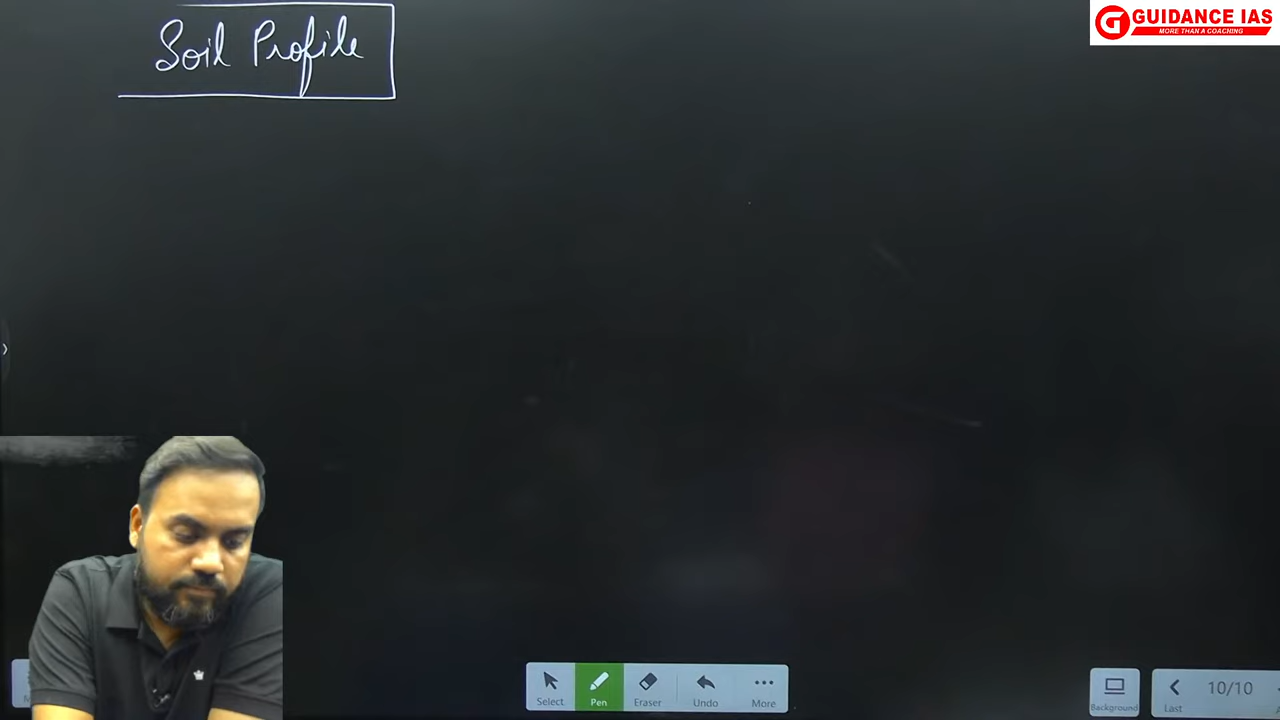 Soil Profile
GUIDANCE IAS
MORE THAN A COACHING
Select
Pen
Eraser
Undo
More
Background
Last
10/10